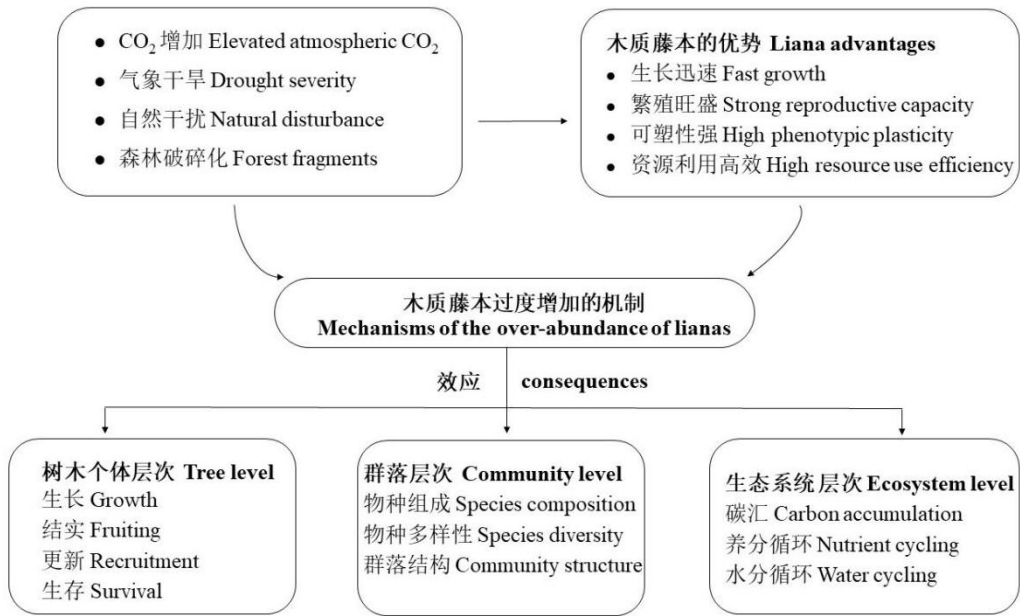 CO₂ 增加 Elevated atmospheric CO₂
气象干旱 Drought severity
自然干扰 Natural disturbance
森林破碎化 Forest fragments
木质藤本的优势 Liana advantages
生长迅速 Fast growth
繁殖旺盛 Strong reproductive capacity
可塑性强 High phenotypic plasticity
资源利用高效 High resource use efficiency
木质藤本过度增加的机制
Mechanisms of the over-abundance of lianas
效应 consequences
树木个体层次 Tree level
生长 Growth
结实 Fruiting
更新 Recruitment
生存 Survival
群落层次 Community level
物种组成 Species composition
物种多样性 Species diversity
群落结构 Community structure
生态系统层次 Ecosystem level
碳汇 Carbon accumulation
养分循环 Nutrient cycling
水分循环 Water cycling